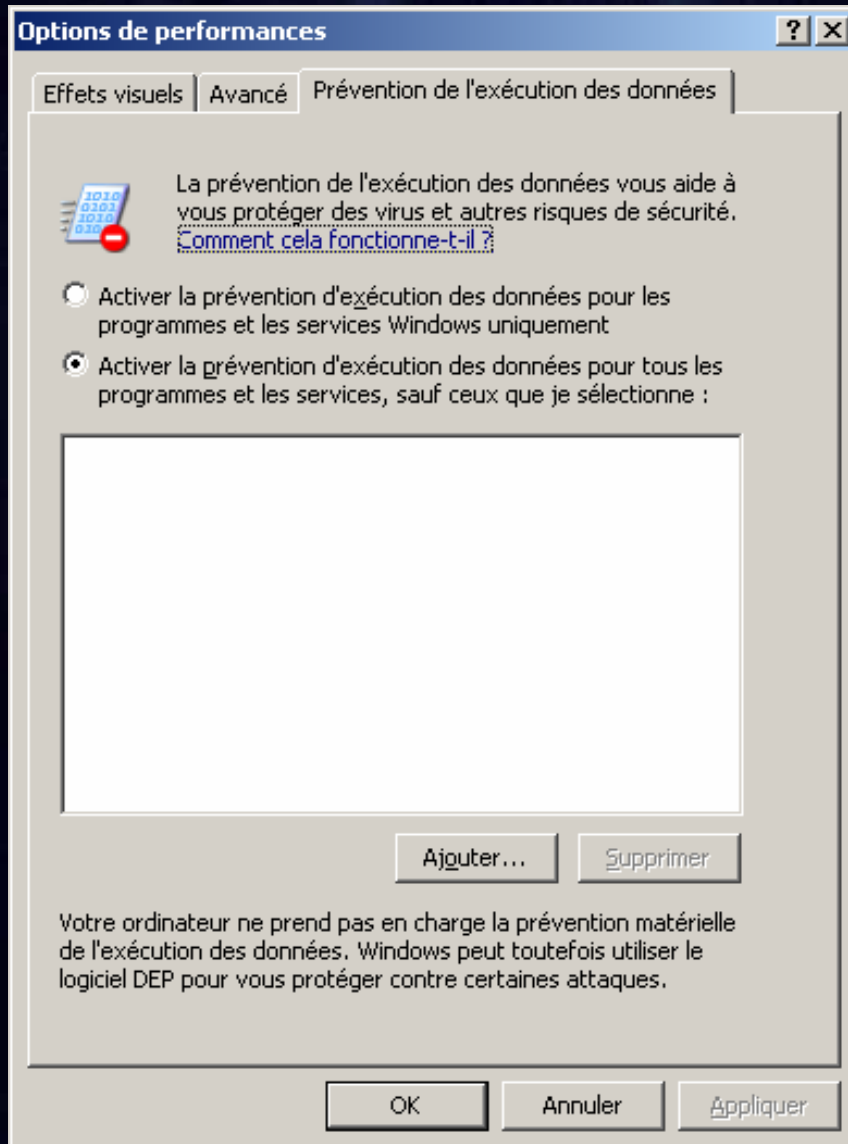 Options de performances
Effets visuels
Avancé
Prévention de l'exécution des données
1010
0101
1010
010
La prévention de l'exécution des données vous aide à
vous protéger des virus et autres risques de sécurité.
Comment cela fonctionne-t-il ?
Activer la prévention d'exécution des données pour les
programmes et les services Windows uniquement
Activer la prévention d'exécution des données pour tous les
programmes et les services, sauf ceux que je sélectionne :
Ajouter...
Supprimer
Votre ordinateur ne prend pas en charge la prévention matérielle
de l'exécution des données. Windows peut toutefois utiliser le
logiciel DEP pour vous protéger contre certaines attaques.
OK
Annuler
Appliquer